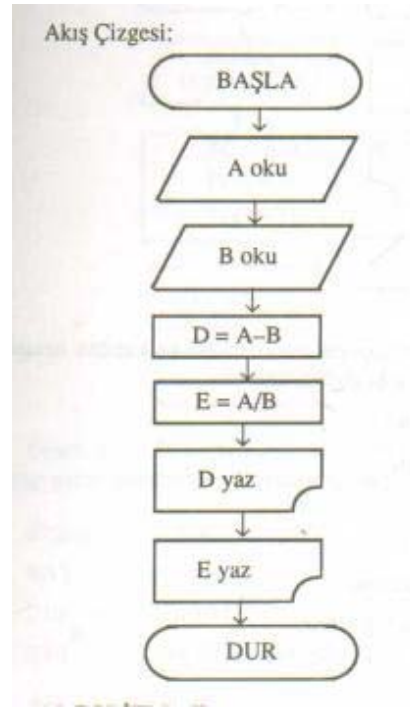 Akış Çizgesi:
BAŞLA
A oku
B oku
D = A–B
E = A/B
D yaz
E yaz
DUR